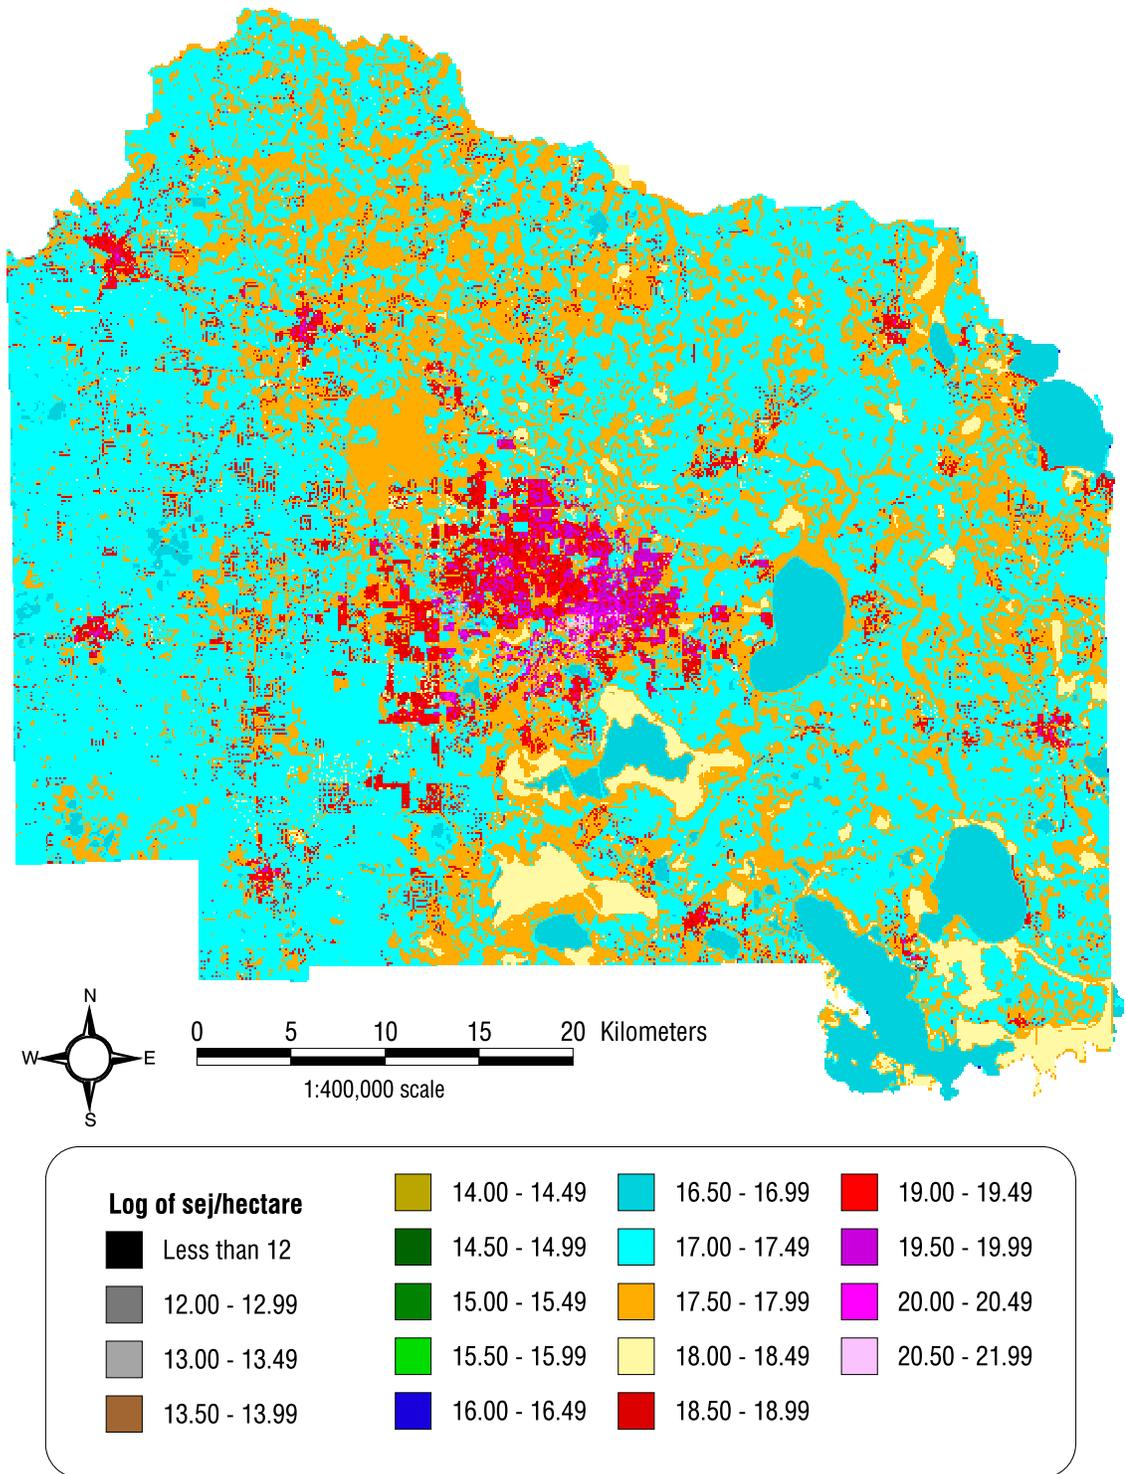 N
W E
S
0 5 10 15 20 Kilometers
1:400,000 scale
Log of sej/hectare
Less than 12
12.00 - 12.99
13.00 - 13.49
13.50 - 13.99
14.00 - 14.49
14.50 - 14.99
15.00 - 15.49
15.50 - 15.99
16.00 - 16.49
16.50 - 16.99
17.00 - 17.49
17.50 - 17.99
18.00 - 18.49
18.50 - 18.99
19.00 - 19.49
19.50 - 19.99
20.00 - 20.49
20.50 - 21.99